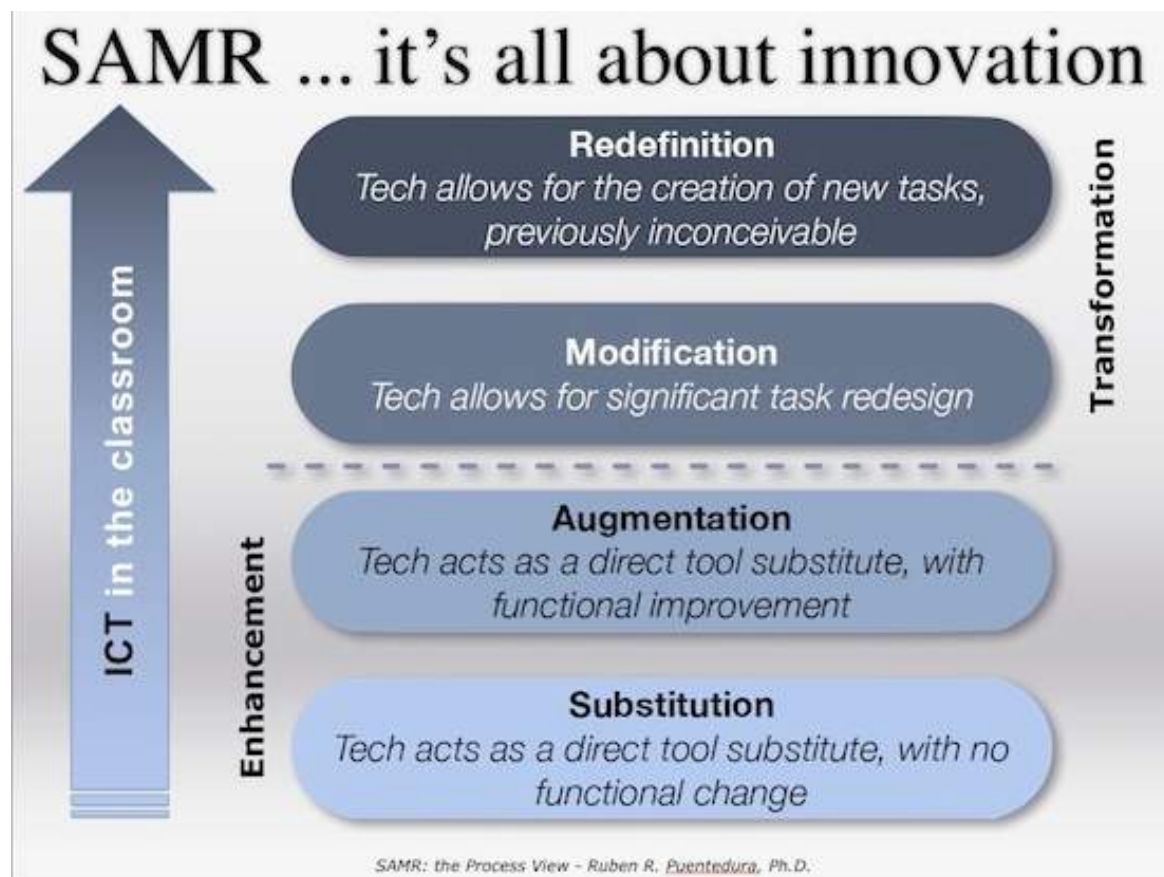 SAMR ... it's all about innovation
ICT in the classroom
Redefinition
Tech allows for the creation of new tasks,
previously inconceivable
Transformation
Modification
Tech allows for significant task redesign
Enhancement
Augmentation
Tech acts as a direct tool substitute, with
functional improvement
Substitution
Tech acts as a direct tool substitute, with no
functional change
SAMR: the Process View - Ruben R. Puentedura, Ph.D.